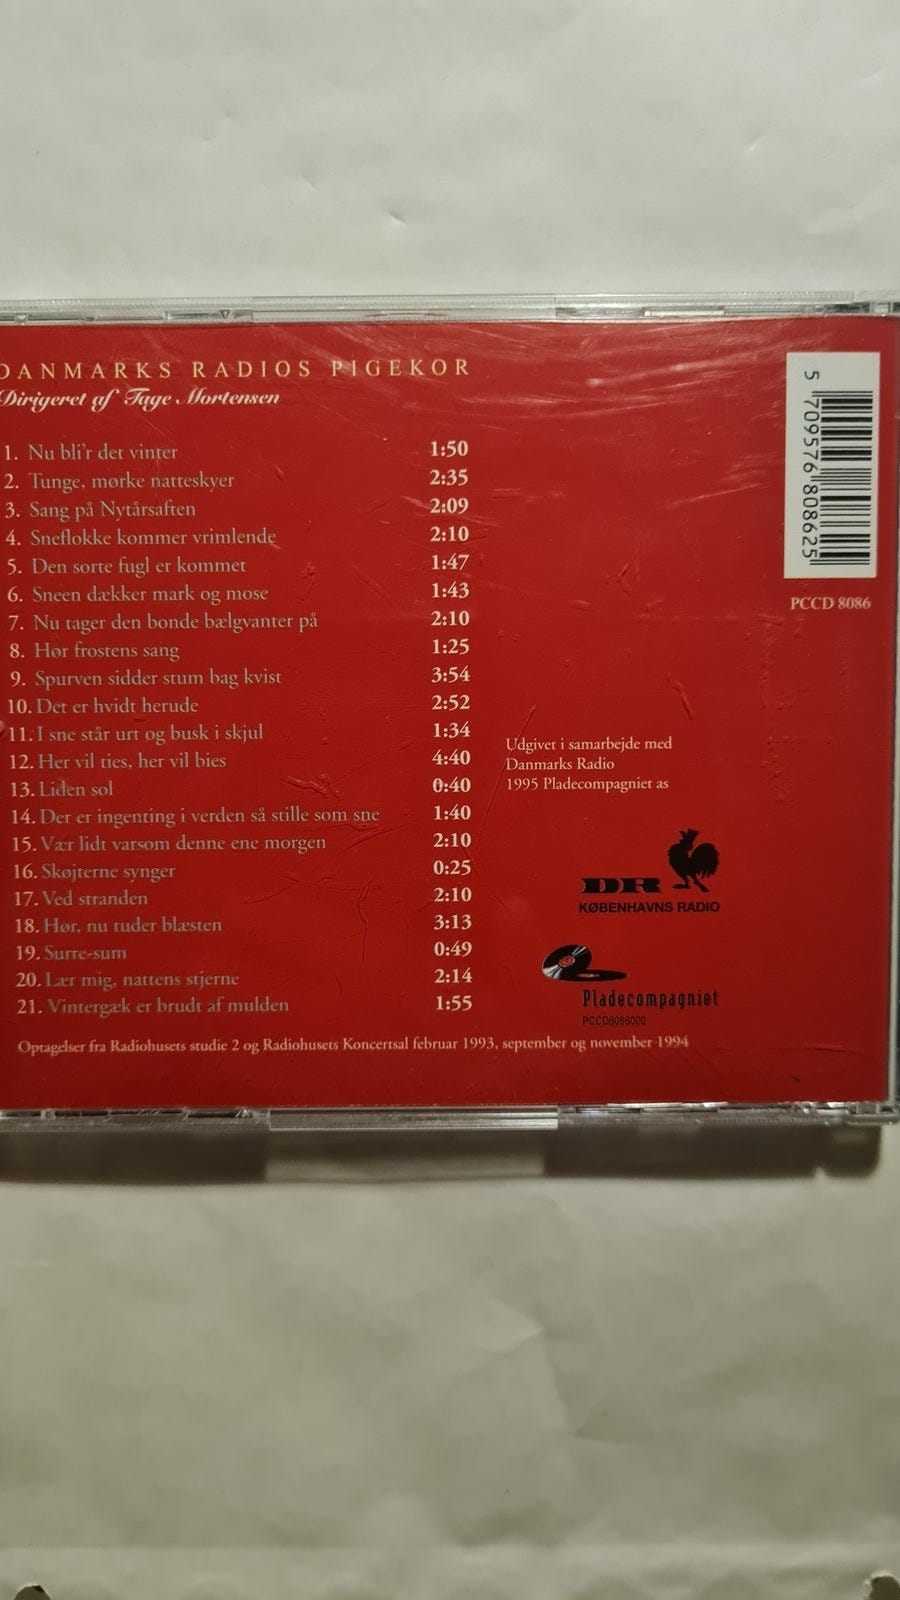 DANMARKS RADIOS PIGEKOR
Dirigeret af Tage Mortensen
1. Nu bli'r det vinter 1:50
2. Tunge, mørke natteskyer 2:35
3. Sang på Nytårsaften 2:09
4. Sneflokke kommer vrimlende 2:10
5. Den sorte fugl er kommet 1:47
6. Sneen dækker mark og mose 1:43
7. Nu tager den bonde bælgvanter på 2:10
8. Hør frostens sang 1:25
9. Spurven sidder stum bag kvist 3:54
10. Det er hvidt herude 2:52
11. I sne står urt og busk i skjul 1:34
12. Her vil ties, her vil bies 4:40
13. Liden sol 0:40
14. Der er ingenting i verden så stille som sne 1:40
15. Vær lidt varsom denne ene morgen 2:10
16. Skøjterne synger 0:25
17. Ved stranden 2:10
18. Hør, nu tuder blæsten 3:13
19. Surre-sum 0:49
20. Lær mig, nattens stjerne 2:14
21. Vintergæk er brudt af mulden 1:55
Optagelser fra Radiohusets studie 2 og Radiohusets Koncertsal februar 1993, september og november 1994
5 709576 808625
PCCD 8086
Udgivet i samarbejde med
Danmarks Radio
1995 Pladecompagniet as
DR
KØBENHAVNS RADIO
Pladecompagniet
PCCD8086000